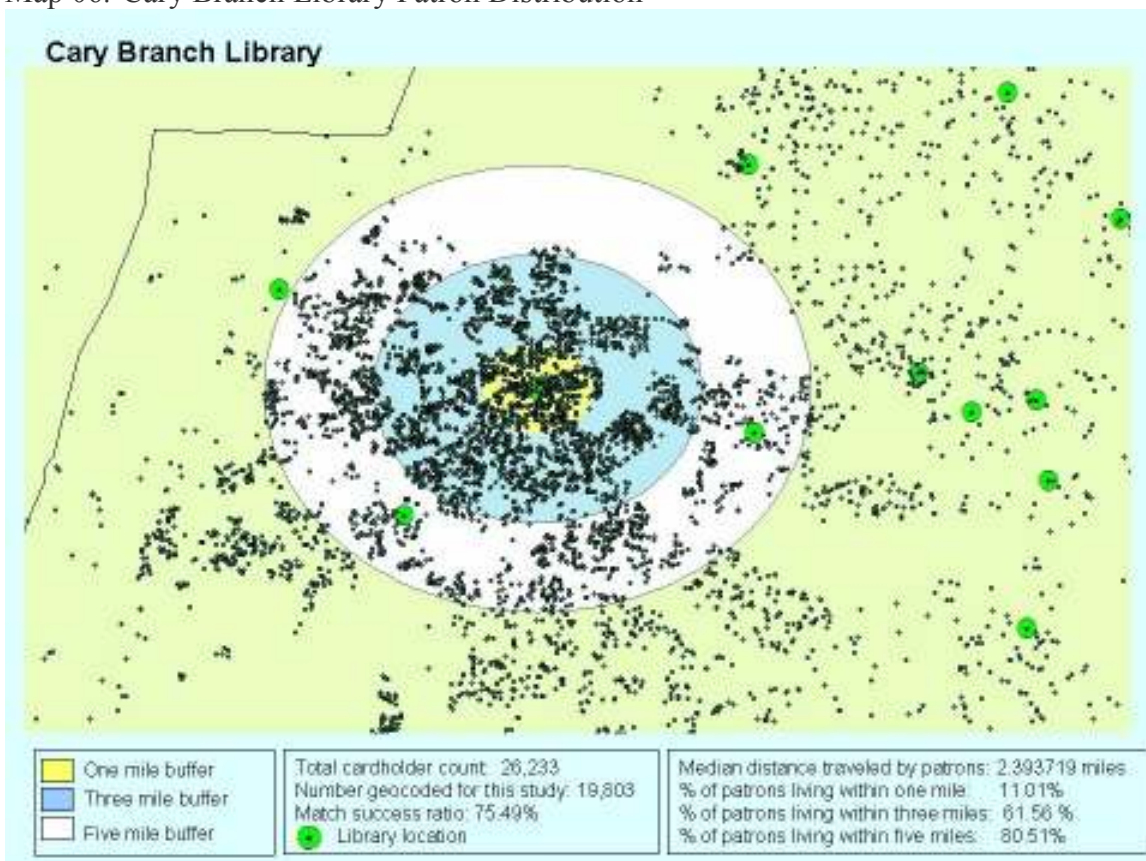 Map 06: Cary Branch Library Patron Distribution
Cary Branch Library
One mile buffer
Three mile buffer
Five mile buffer
Total cardholder count: 26,233
Number geocoded for this study: 19,803
Match success ratio: 75.49%
Library location
Median distance traveled by patrons: 2.393719 miles
% of patrons living within one mile: 11.01%
% of patrons living within three miles: 61.56 %
% of patrons living within five miles: 80.51%